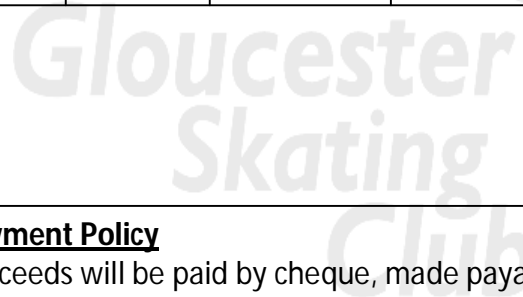 Gloucester
Skating
Club
yment Policy
ceeds will be paid by cheque, made paya